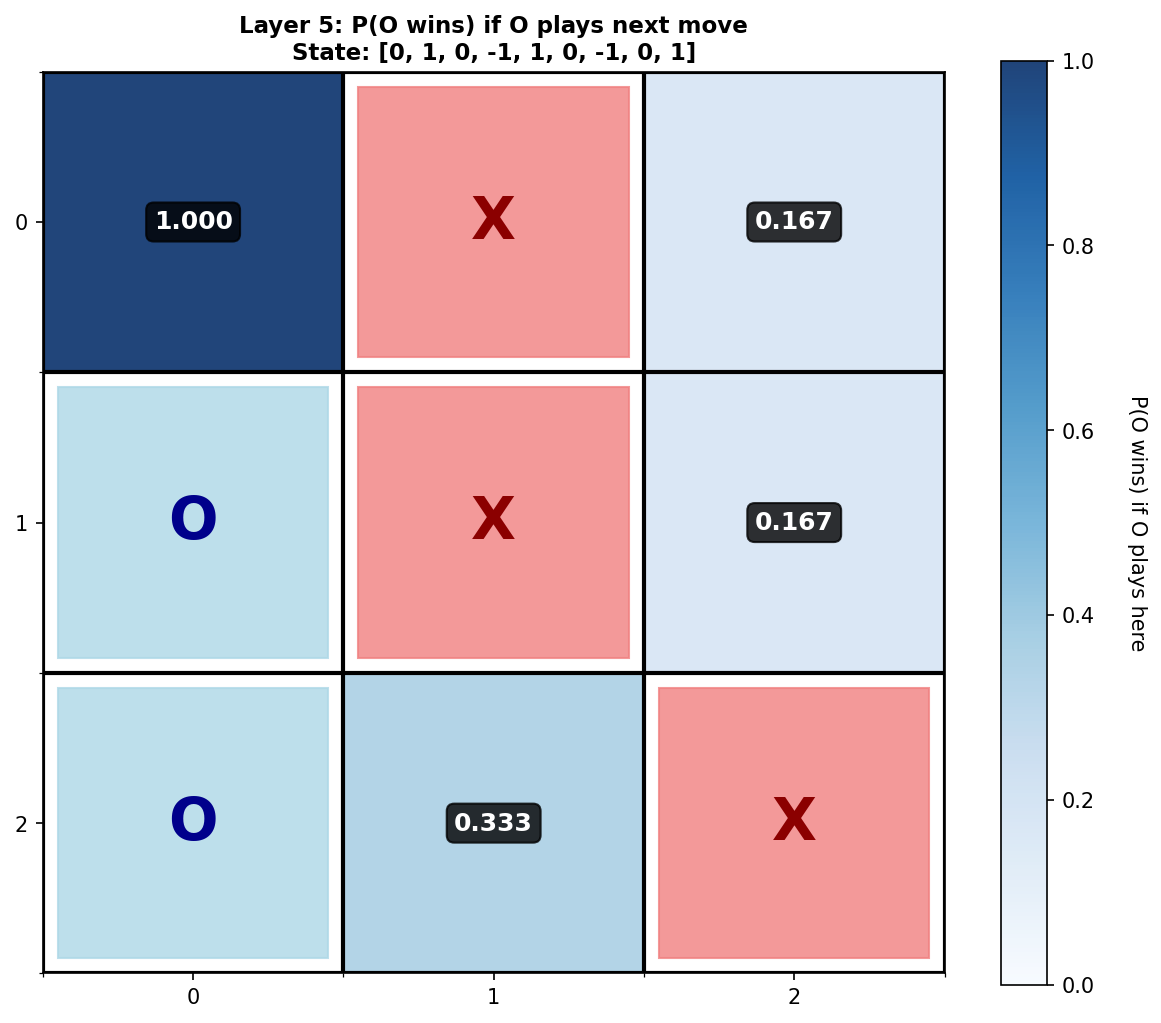 Layer 5: P(O wins) if O plays next move
State: [0, 1, 0, -1, 1, 0, -1, 0, 1]
0
1.000
X
0.167
1
O
X
0.167
2
O
0.333
X
0
1
2
1.0
0.8
0.6
0.4
0.2
0.0
P(O wins) if O plays here